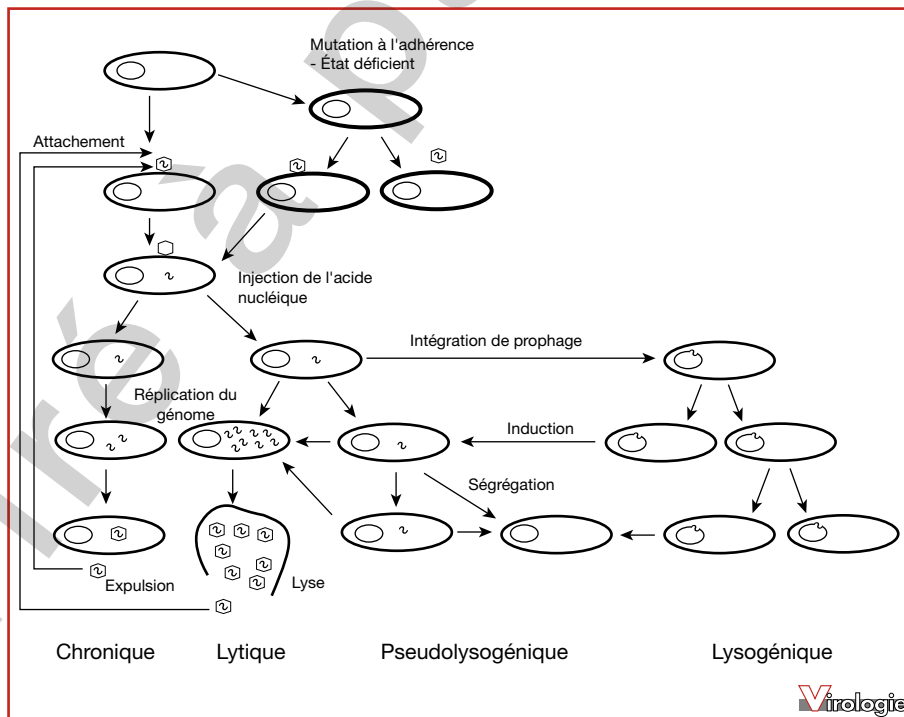 Mutation à l'adhérence
- État déficient
Attachement
Injection de l'acide
nucléique
Intégration de prophage
Réplication du
génome
Induction
Ségrégation
Expulsion
Lyse
Chronique
Lytique
Pseudolysogénique
Lysogénique
Virologie